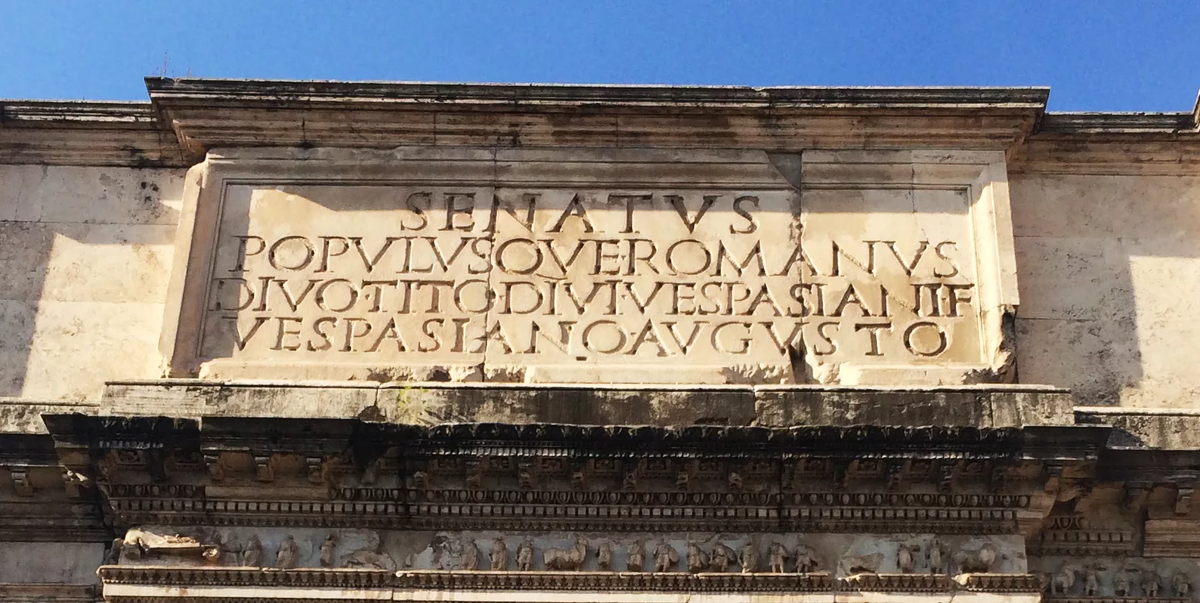 SENATVS
POPVLVSQVE·ROMANVS
DIVO·TITO·DIVI·VESPASIANI·F
VESPASIANO·AVGVSTO